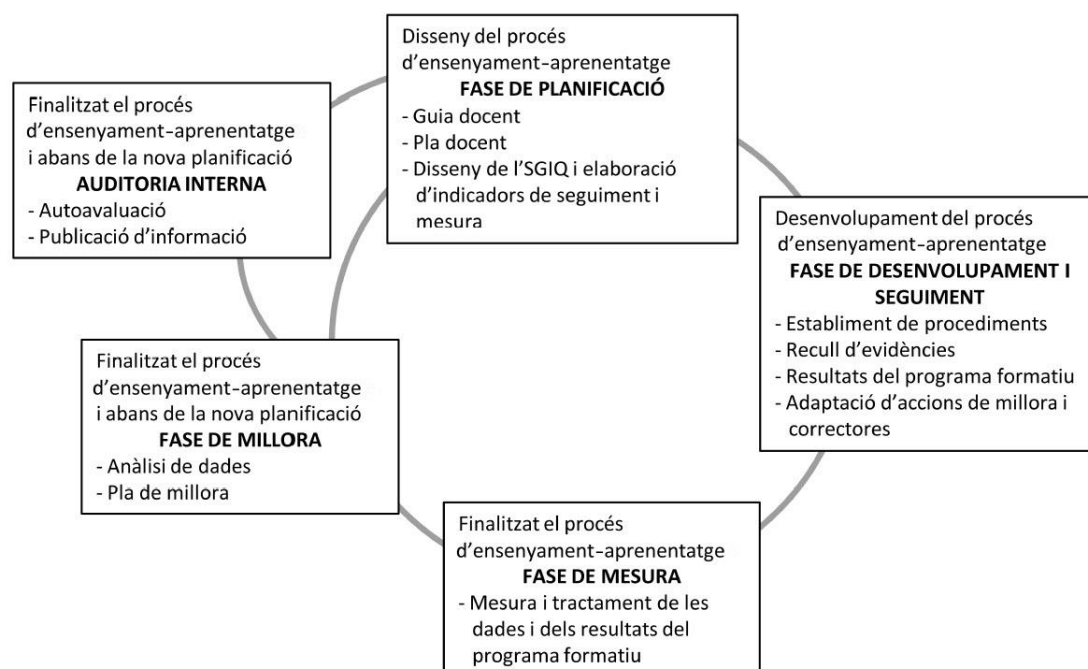 Disseny del procés
d’ensenyament-aprenentatge
FASE DE PLANIFICACIÓ
- Guia docent
- Pla docent
- Disseny de l’SGIQ i elaboració
d’indicadors de seguiment i
mesura
Desenvolupament del procés
d’ensenyament-aprenentatge
FASE DE DESENVOLUPAMENT I
SEGUIMENT
- Establiment de procediments
- Recull d’evidències
- Resultats del programa formatiu
- Adaptació d’accions de millora i
correctores
Finalitzat el procés
d’ensenyament-aprenentatge
FASE DE MESURA
- Mesura i tractament de les
dades i dels resultats del
programa formatiu
Finalitzat el procés
d’ensenyament-aprenentatge
i abans de la nova planificació
FASE DE MILLORA
- Anàlisi de dades
- Pla de millora
Finalitzat el procés
d’ensenyament-aprenentatge
i abans de la nova planificació
AUDITORIA INTERNA
- Autoavaluació
- Publicació d’informació